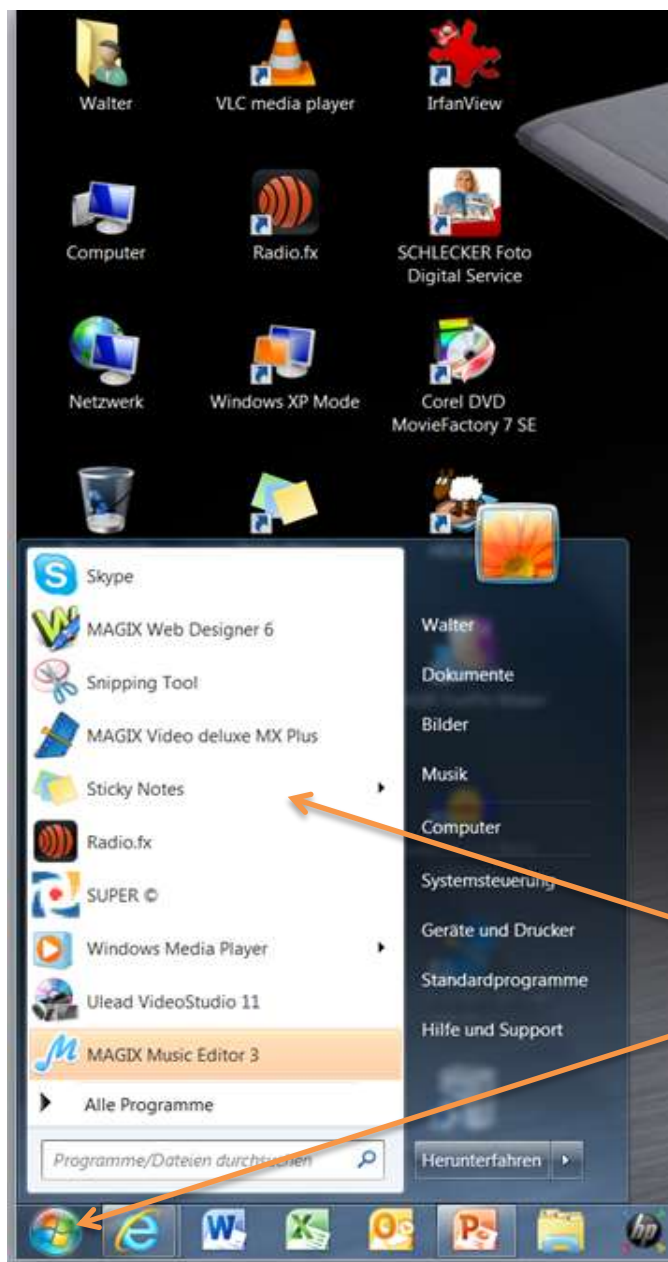 Walter
VLC media player
IrfanView
Computer
Radio.fx
SCHLECKER Foto
Digital Service
Netzwerk
Windows XP Mode
Corel DVD
MovieFactory 7 SE
Skype
MAGIX Web Designer 6
Snipping Tool
MAGIX Video deluxe MX Plus
Sticky Notes
Radio.fx
SUPER ©
Windows Media Player
Ulead VideoStudio 11
MAGIX Music Editor 3
Alle Programme
Programme/Dateien durchsuchen
Walter
Dokumente
Bilder
Musik
Computer
Systemsteuerung
Geräte und Drucker
Standardprogramme
Hilfe und Support
Herunterfahren
hp